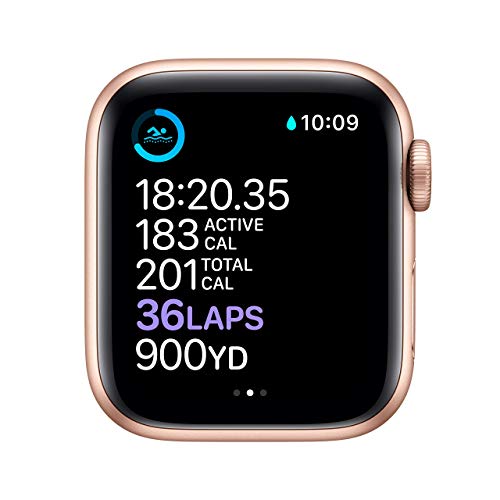 10:09
18:20.35
183 ACTIVE CAL
201 TOTAL CAL
36LAPS
900YD